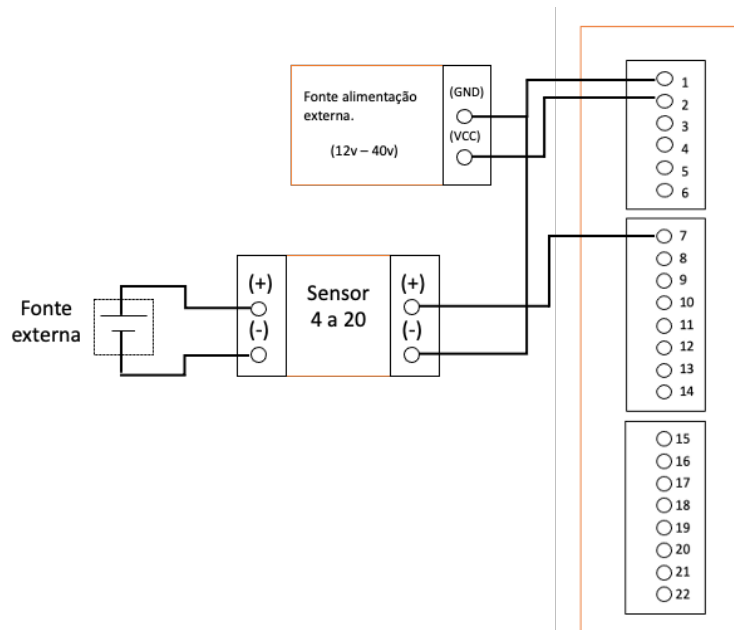 Fonte alimentação
externa.
(12v – 40v)
(GND)
(VCC)
1
2
3
4
5
6
Fonte
externa
(+)
(-)
Sensor
4 a 20
(+)
(-)
7
8
9
10
11
12
13
14
15
16
17
18
19
20
21
22